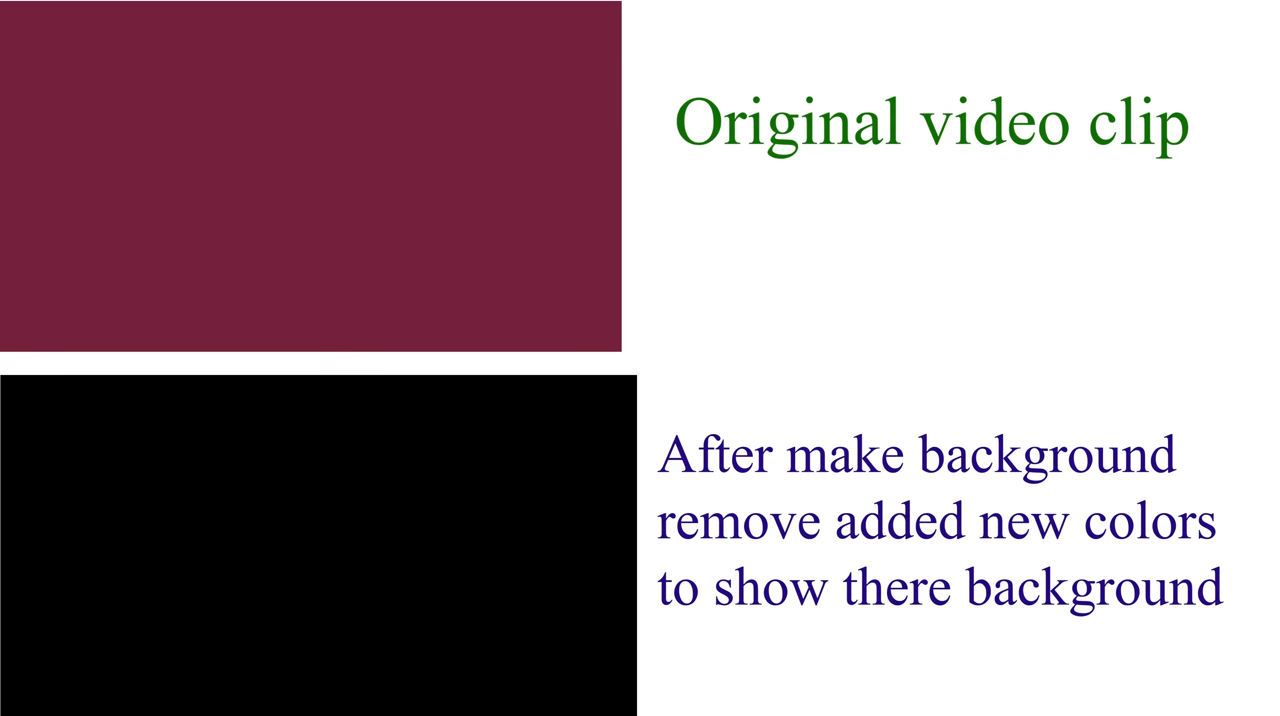 Original video clip
After make background
remove added new colors
to show there background